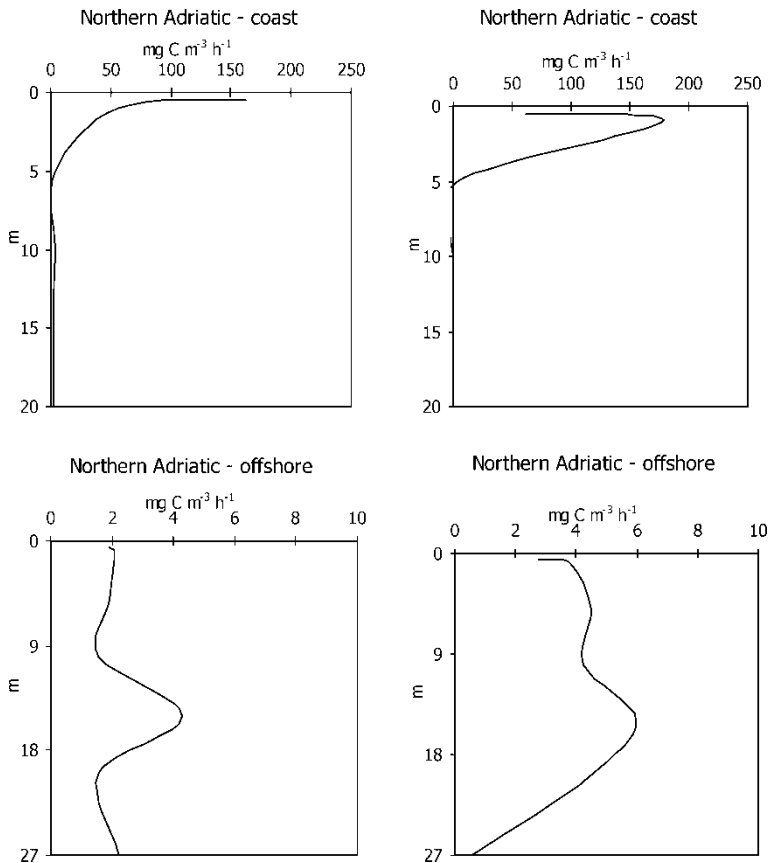 Northern Adriatic - coast
mg C m⁻³ h⁻¹
0 50 100 150 200 250
0
5
m
10
15
20
Northern Adriatic - coast
mg C m⁻³ h⁻¹
0 50 100 150 200 250
0
5
m
10
15
20
Northern Adriatic - offshore
mg C m⁻³ h⁻¹
0 2 4 6 8 10
0
9
m
18
27
Northern Adriatic - offshore
mg C m⁻³ h⁻¹
0 2 4 6 8 10
0
9
m
18
27